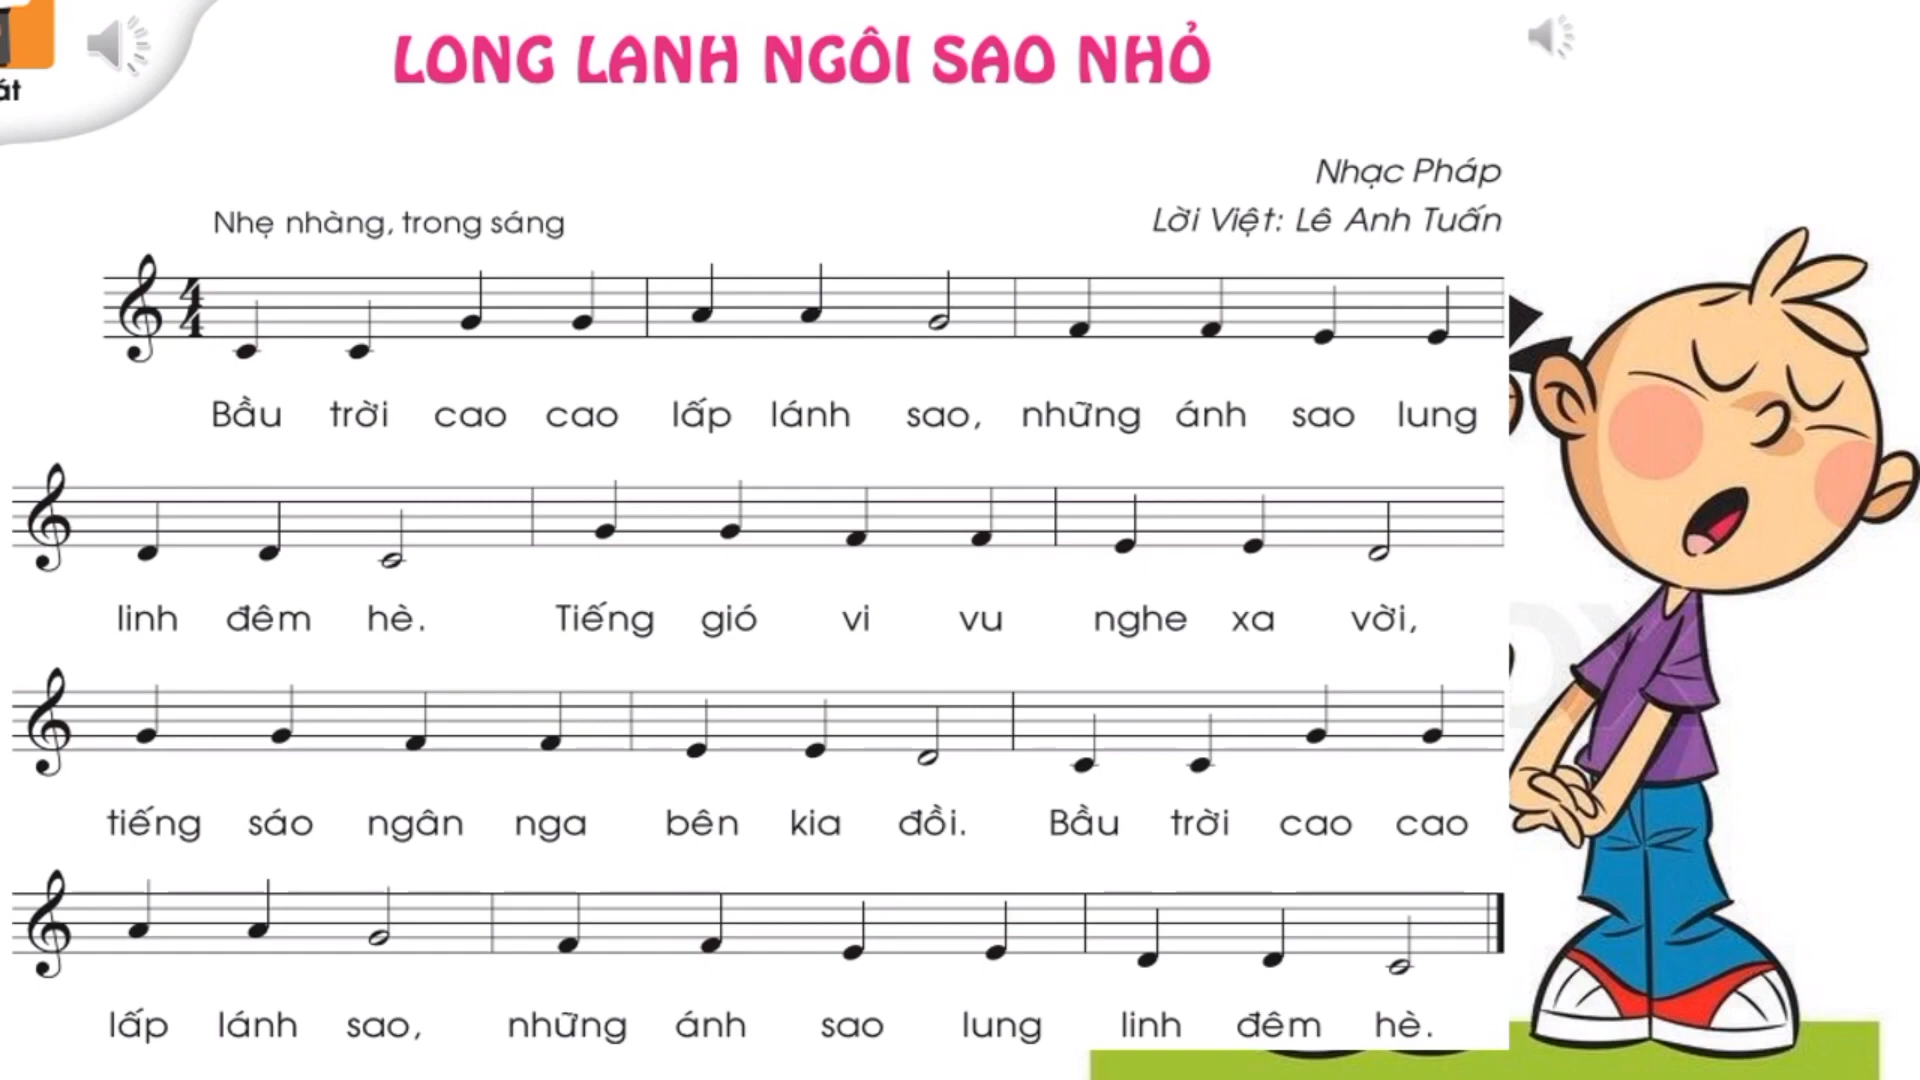 át
LONG LANH NGÔI SAO NHỎ
Nhạc Pháp
Lời Việt: Lê Anh Tuấn
Nhẹ nhàng, trong sáng
4
4
Bầu trời cao cao lấp lánh sao, những ánh sao lung
linh đêm hè. Tiếng gió vi vu nghe xa vời,
tiếng sáo ngân nga bên kia đồi. Bầu trời cao cao
lấp lánh sao, những ánh sao lung linh đêm hè.